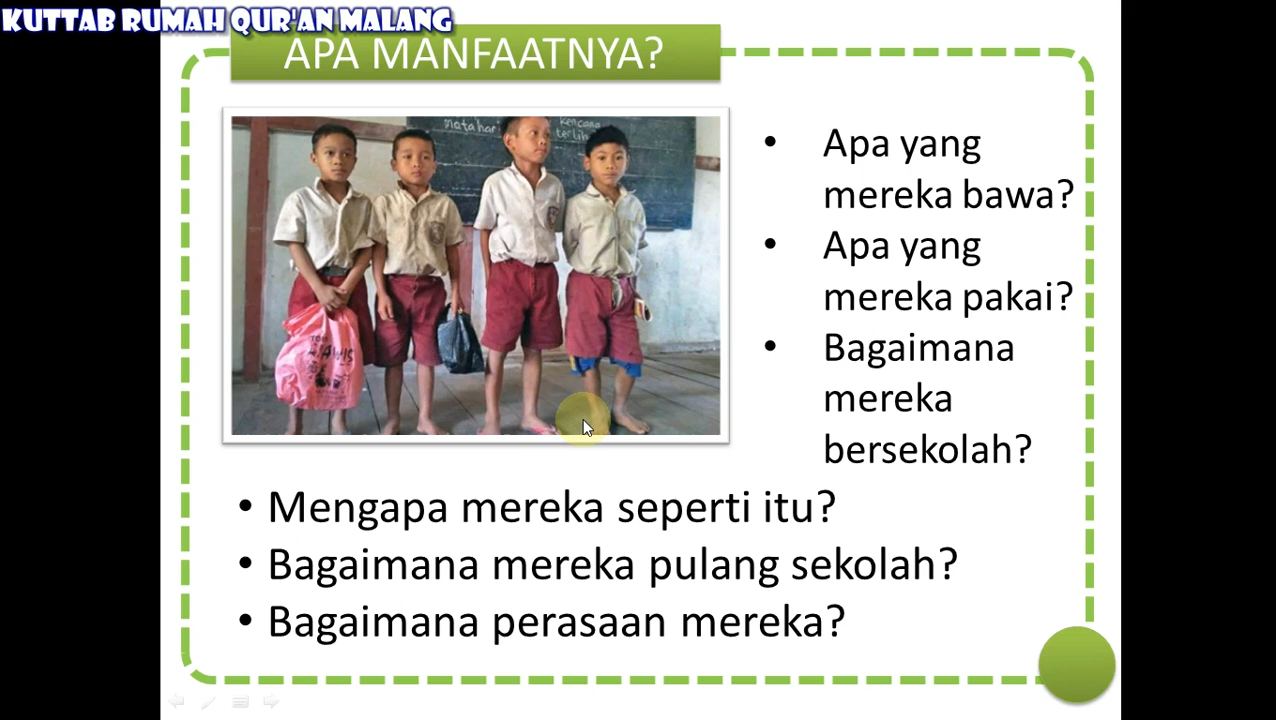 KUTTAB RUMAH QUR'AN MALANG
APA MANFAATNYA?
matahari
kencana
• Apa yang
mereka bawa?
• Apa yang
mereka pakai?
• Bagaimana
mereka
bersekolah?
• Mengapa mereka seperti itu?
• Bagaimana mereka pulang sekolah?
• Bagaimana perasaan mereka?